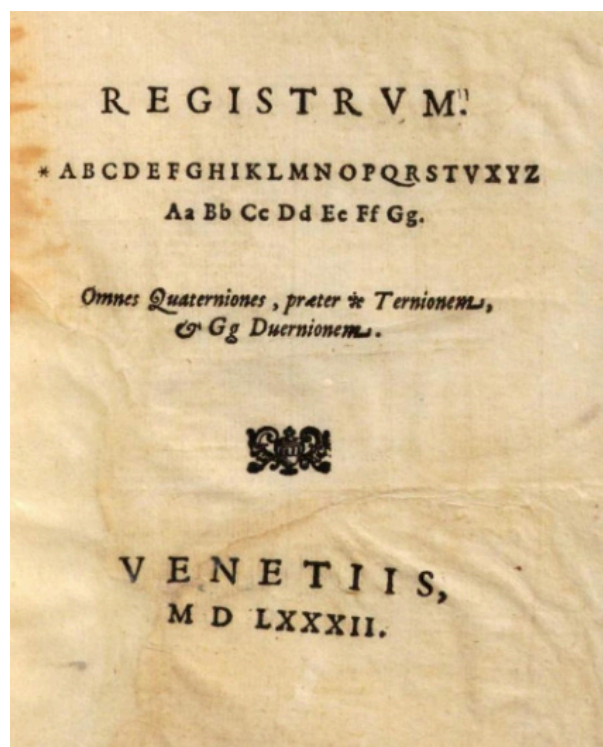 REGISTRVM.
* ABCDEFGHIKLMNOPQRSTVXYZ
Aa Bb Cc Dd Ee Ff Gg.
Omnes Quaterniones, præter * Ternionem,
& Gg Duernionem.
VENETIIS,
M D LXXXII.